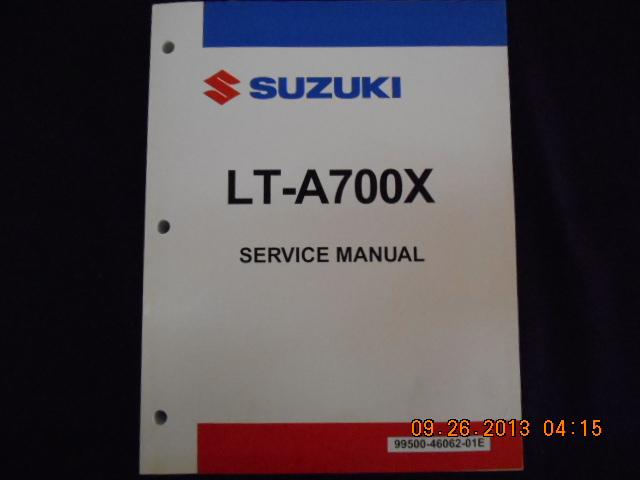 SUZUKI
LT-A700X
SERVICE MANUAL
09.26.2013 04:15
99500-46062-01E